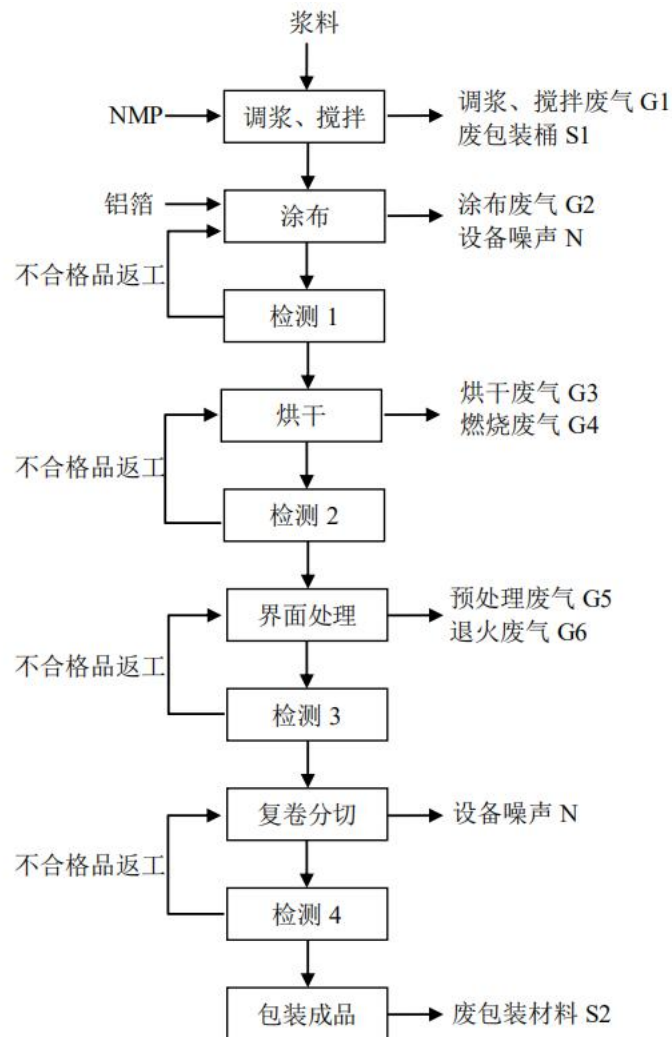 浆料
NMP
调浆、搅拌
调浆、搅拌废气 G1
废包装桶 S1
铝箔
涂布
涂布废气 G2
设备噪声 N
不合格品返工
检测 1
烘干
烘干废气 G3
燃烧废气 G4
不合格品返工
检测 2
界面处理
预处理废气 G5
退火废气 G6
不合格品返工
检测 3
复卷分切
设备噪声 N
不合格品返工
检测 4
包装成品
废包装材料 S2